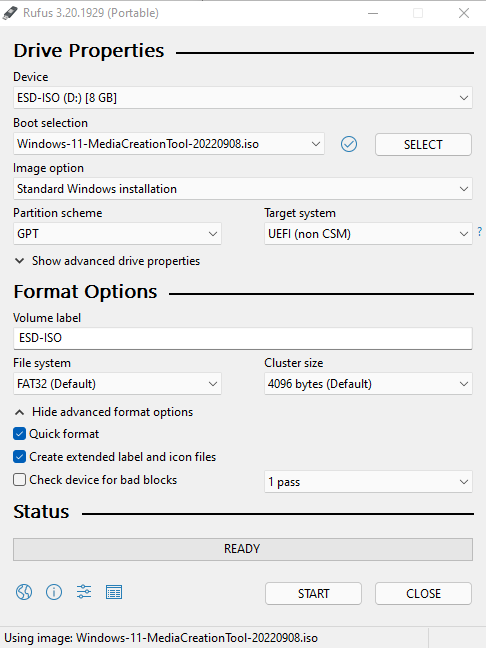 Rufus 3.20.1929 (Portable)
Drive Properties
Device
ESD-ISO (D:) [8 GB]
Boot selection
Windows-11-MediaCreationTool-20220908.iso
SELECT
Image option
Standard Windows installation
Partition scheme
Target system
GPT
UEFI (non CSM)
?
Show advanced drive properties
Format Options
Volume label
ESD-ISO
File system
Cluster size
FAT32 (Default)
4096 bytes (Default)
Hide advanced format options
Quick format
Create extended label and icon files
Check device for bad blocks
1 pass
Status
READY
START
CLOSE
Using image: Windows-11-MediaCreationTool-20220908.iso